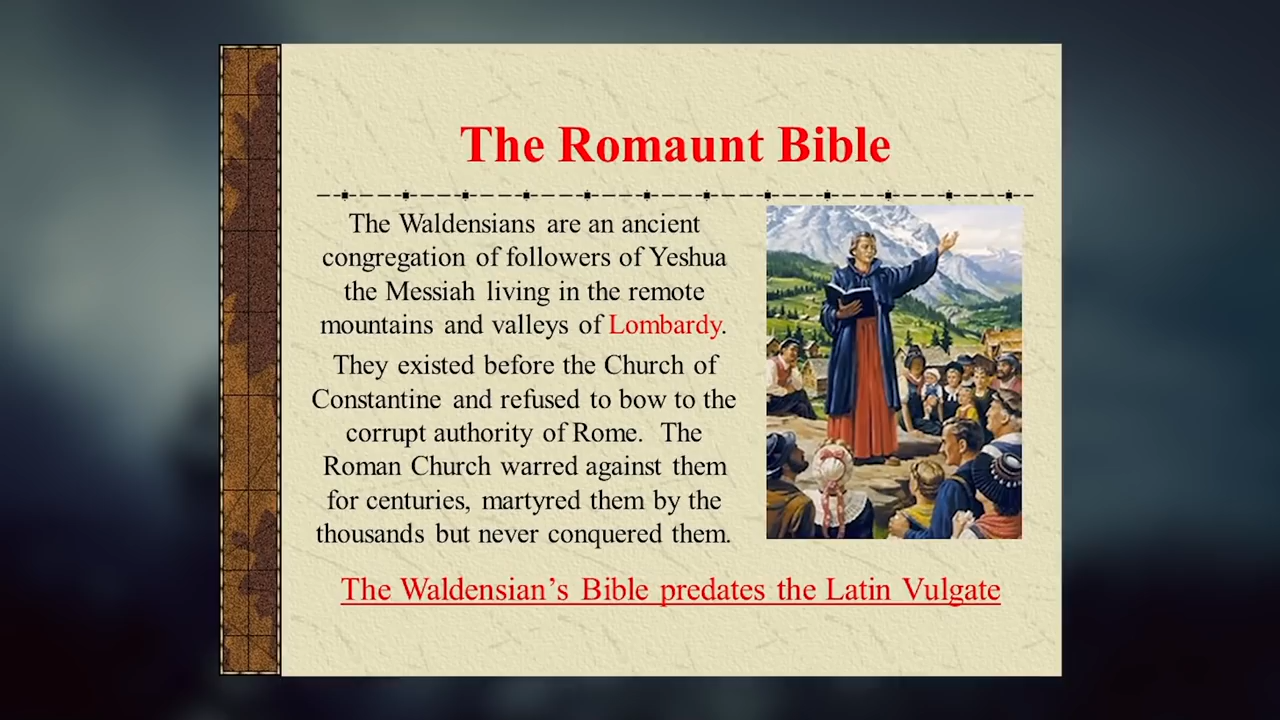 The Romaunt Bible
The Waldensians are an ancient
congregation of followers of Yeshua
the Messiah living in the remote
mountains and valleys of Lombardy.
They existed before the Church of
Constantine and refused to bow to the
corrupt authority of Rome. The
Roman Church warred against them
for centuries, martyred them by the
thousands but never conquered them.
The Waldensian’s Bible predates the Latin Vulgate